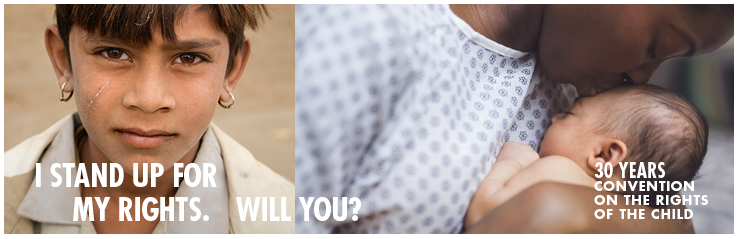 I STAND UP FOR
MY RIGHTS. WILL YOU?
30 YEARS
CONVENTION
ON THE RIGHTS
OF THE CHILD